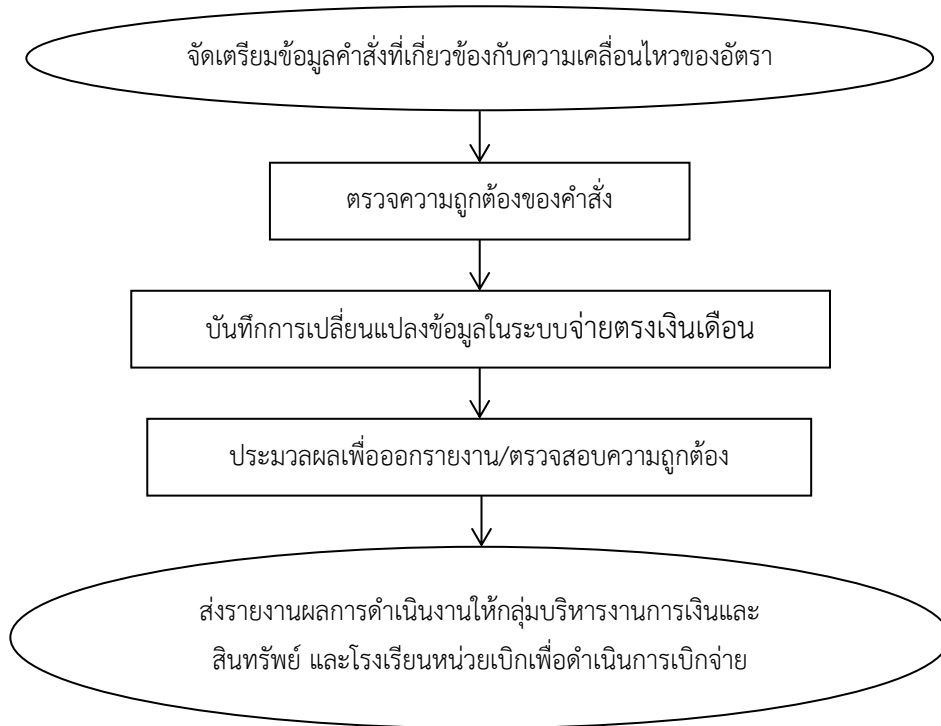 จัดเตรียมข้อมูลคำสั่งที่เกี่ยวข้องกับความเคลื่อนไหวของอัตรา
ตรวจความถูกต้องของคำสั่ง
บันทึกการเปลี่ยนแปลงข้อมูลในระบบจ่ายตรงเงินเดือน
ประมวลผลเพื่อออกรายงาน/ตรวจสอบความถูกต้อง
ส่งรายงานผลการดำเนินงานให้กลุ่มบริหารงานการเงินและ
สินทรัพย์ และโรงเรียนหน่วยเบิกเพื่อดำเนินการเบิกจ่าย